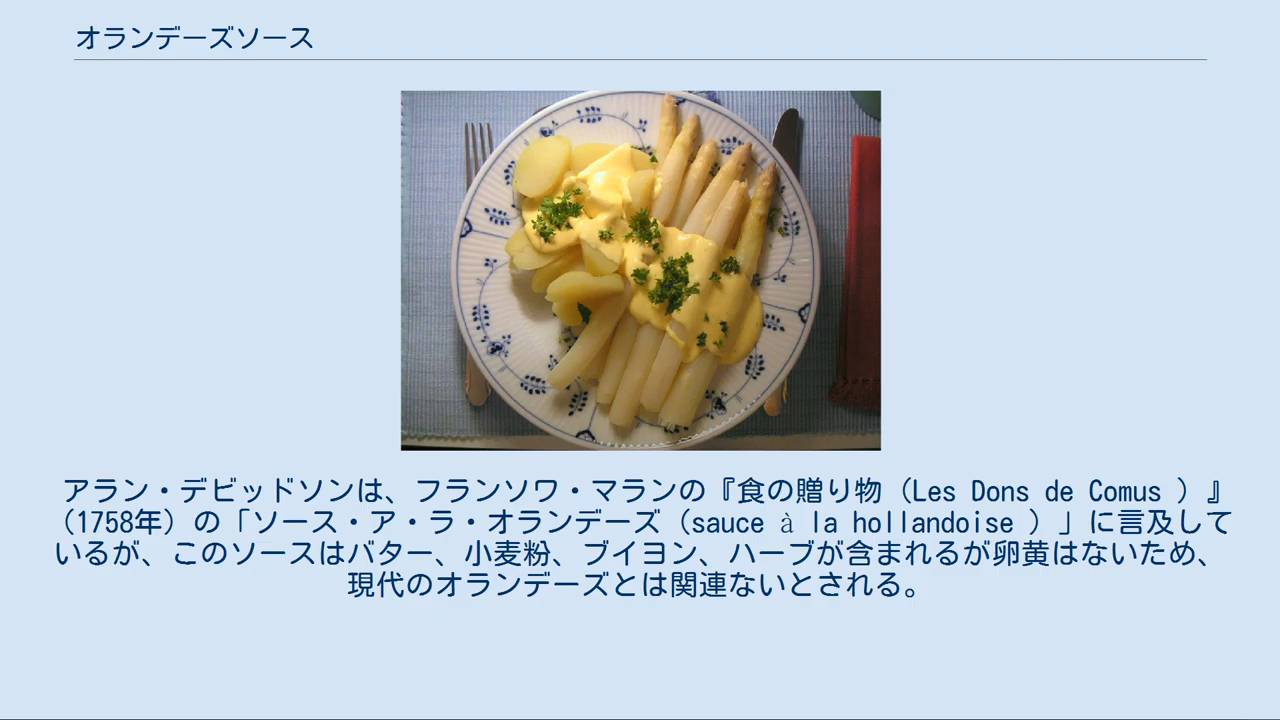 オランデーズソース
アラン・デビッドソンは、フランソワ・マランの『食の贈り物（Les Dons de Comus ）』
（1758年）の「ソース・ア・ラ・オランデーズ（sauce à la hollandoise ）」に言及して
いるが、このソースはバター、小麦粉、ブイヨン、ハーブが含まれるが卵黄はないため、
現代のオランデーズとは関連ないとされる。